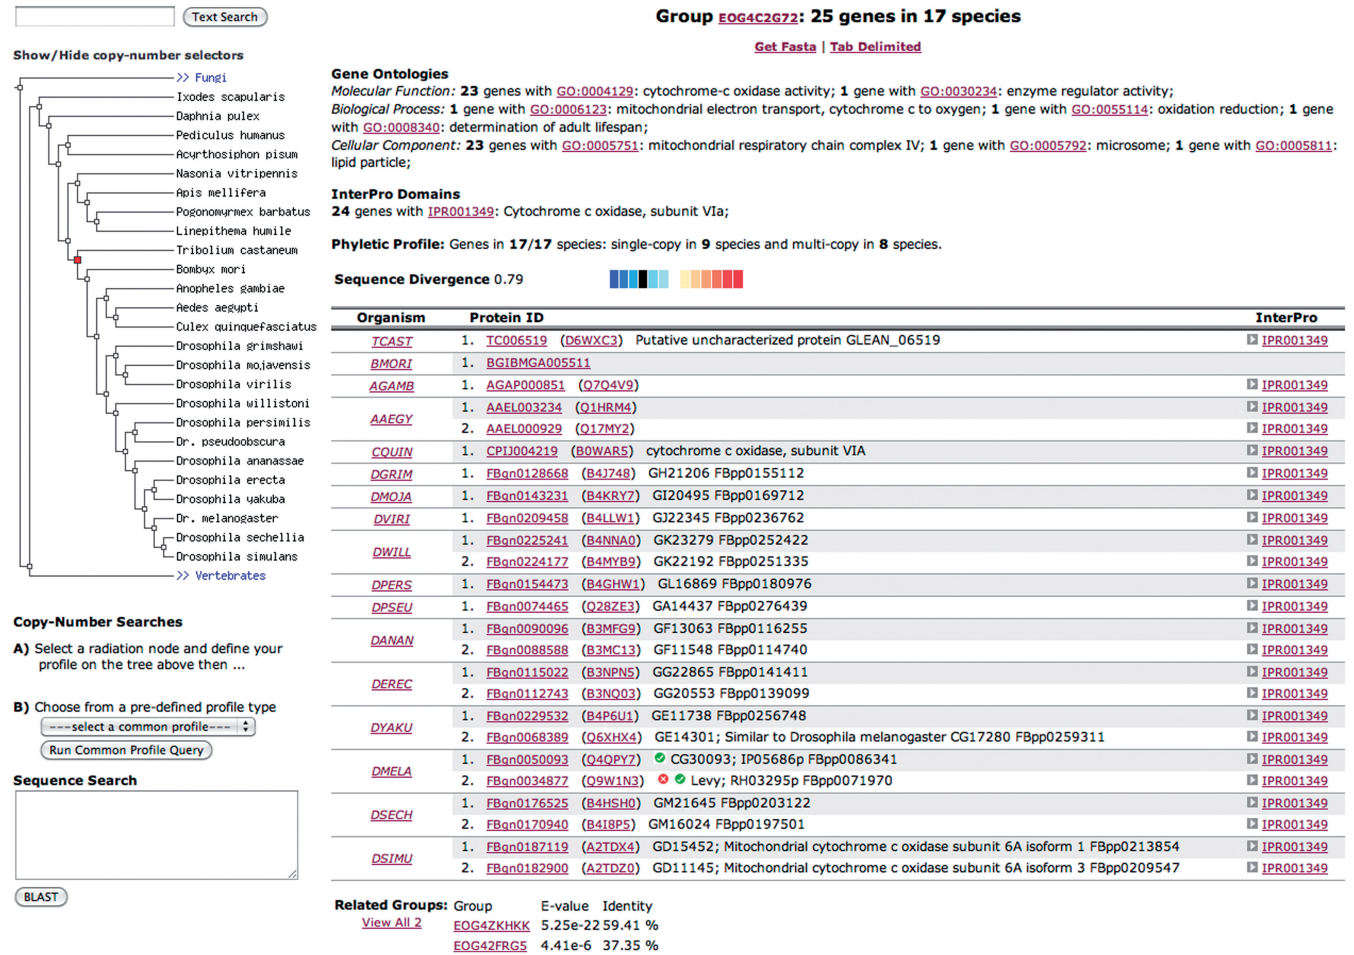 Text Search
Show/Hide copy-number selectors
>> Fungi
Ixodes scapularis
Daphnia pulex
Pediculus humanus
Acyrthosiphon pisum
Nasonia vitripennis
Apis mellifera
Pogonomyrmex barbatus
Linepithema humile
Tribolium castaneum
Bombyx mori
Anopheles gambiae
Aedes aegypti
Culex quinquefasciatus
Drosophila grimshawi
Drosophila mojavensis
Drosophila virilis
Drosophila willistoni
Drosophila persimilis
Dr. pseudoobscura
Drosophila ananassae
Drosophila erecta
Drosophila yakuba
Dr. melanogaster
Drosophila sechellia
Drosophila simulans
>> Vertebrates
Copy-Number Searches
A) Select a radiation node and define your
profile on the tree above then ...
B) Choose from a pre-defined profile type
---select a common profile---
Run Common Profile Query
Sequence Search
BLAST
Group EOG4C2G72: 25 genes in 17 species
Get Fasta | Tab Delimited
Gene Ontologies
Molecular Function: 23 genes with GO:0004129: cytochrome-c oxidase activity; 1 gene with GO:0030234: enzyme regulator activity;
Biological Process: 1 gene with GO:0006123: mitochondrial electron transport, cytochrome c to oxygen; 1 gene with GO:0055114: oxidation reduction; 1 gene
with GO:0008340: determination of adult lifespan;
Cellular Component: 23 genes with GO:0005751: mitochondrial respiratory chain complex IV; 1 gene with GO:0005792: microsome; 1 gene with GO:0005811:
lipid particle;
InterPro Domains
24 genes with IPR001349: Cytochrome c oxidase, subunit VIa;
Phyletic Profile: Genes in 17/17 species: single-copy in 9 species and multi-copy in 8 species.
Sequence Divergence 0.79
Organism Protein ID InterPro
TCAST 1. TC006519 (D6WXC3) Putative uncharacterized protein GLEAN_06519 IPR001349
BMORI 1. BGIBMGA005511
AGAMB 1. AGAP000851 (Q7Q4V9) IPR001349
AAEGY 1. AAEL003234 (Q1HRM4) IPR001349
2. AAEL000929 (Q17MY2) IPR001349
CQUIN 1. CPIJ004219 (B0WAR5) cytochrome c oxidase, subunit VIA IPR001349
DGRIM 1. FBgn0128668 (B4J748) GH21206 FBpp0155112 IPR001349
DMOJA 1. FBgn0143231 (B4KRY7) GI20495 FBpp0169712 IPR001349
DVIRI 1. FBgn0209458 (B4LLW1) GJ22345 FBpp0236762 IPR001349
DWILL 1. FBgn0225241 (B4NNA0) GK23279 FBpp0252422 IPR001349
2. FBgn0224177 (B4MYB9) GK22192 FBpp0251335 IPR001349
DPERS 1. FBgn0154473 (B4GHW1) GL16869 FBpp0180976 IPR001349
DPSEU 1. FBgn0074465 (Q28ZE3) GA14437 FBpp0276439 IPR001349
DANAN 1. FBgn0090096 (B3MFG9) GF13063 FBpp0116255 IPR001349
2. FBgn0088588 (B3MC13) GF11548 FBpp0114740 IPR001349
DEREC 1. FBgn0115022 (B3NPN5) GG22865 FBpp0141411 IPR001349
2. FBgn0112743 (B3NQ03) GG20553 FBpp0139099 IPR001349
DYAKU 1. FBgn0229532 (B4P6U1) GE11738 FBpp0256748 IPR001349
2. FBgn0068389 (Q6XHX4) GE14301; Similar to Drosophila melanogaster CG17280 FBpp0259311 IPR001349
DMELA 1. FBgn0050093 (Q4QPY7) CG30093; IP05686p FBpp0086341 IPR001349
2. FBgn0034877 (Q9W1N3) Levy; RH03295p FBpp0071970 IPR001349
DSECH 1. FBgn0176525 (B4HSH0) GM21645 FBpp0203122 IPR001349
2. FBgn0170940 (B4I8P5) GM16024 FBpp0197501 IPR001349
DSIMU 1. FBgn0187119 (A2TDX4) GD15452; Mitochondrial cytochrome c oxidase subunit 6A isoform 1 FBpp0213854 IPR001349
2. FBgn0182900 (A2TDZ0) GD11145; Mitochondrial cytochrome c oxidase subunit 6A isoform 3 FBpp0209547 IPR001349
Related Groups: Group E-value Identity
View All 2 EOG4ZKHKK 5.25e-22 59.41 %
EOG42FRG5 4.41e-6 37.35 %